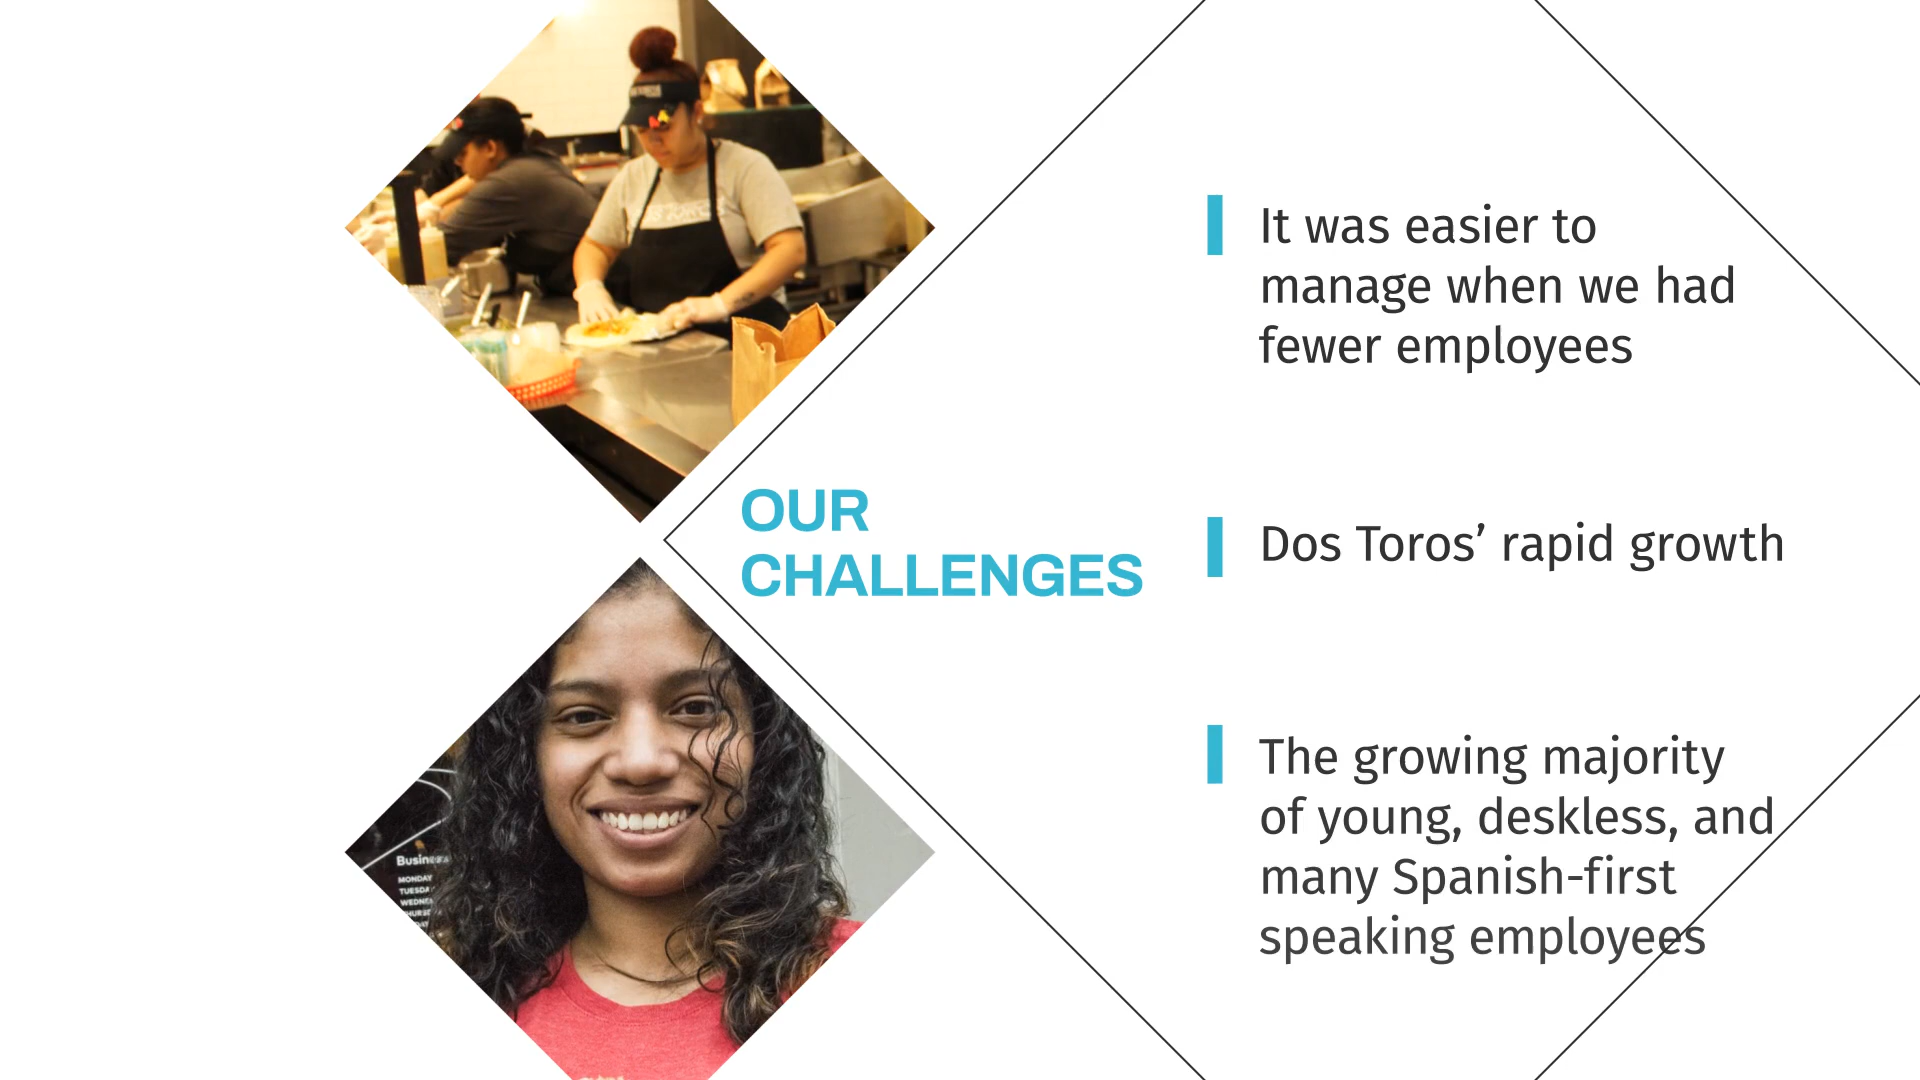 OUR
CHALLENGES
It was easier to
manage when we had
fewer employees
Dos Toros’ rapid growth
The growing majority
of young, deskless, and
many Spanish-first
speaking employees
MONDAY